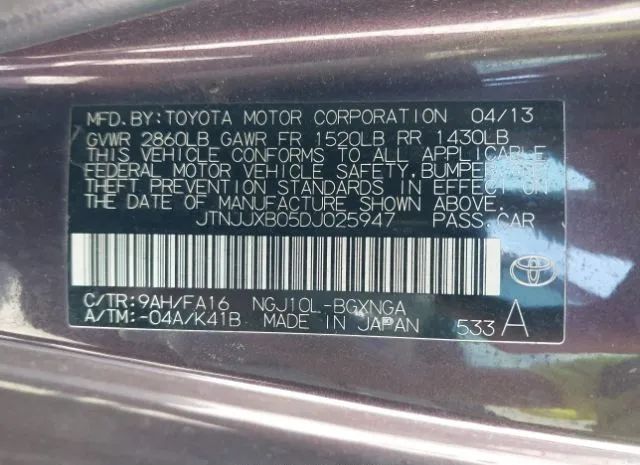 MFD.BY:TOYOTA MOTOR CORPORATION 04/13
GVWR 2860LB GAWR FR 1520LB RR 1430LB
THIS VEHICLE CONFORMS TO ALL APPLICABLE
FEDERAL MOTOR VEHICLE SAFETY, BUMPER,
THEFT PREVENTION STANDARDS IN EFFECT ON
THE DATE OF MANUFACTURE SHOWN ABOVE.
JTNJJXB05DJ025947 PASS.CAR
C/TR:9AH/FA16 NGJ10L-BGXNGA
A/TM:-04A/K41B MADE IN JAPAN 533 A